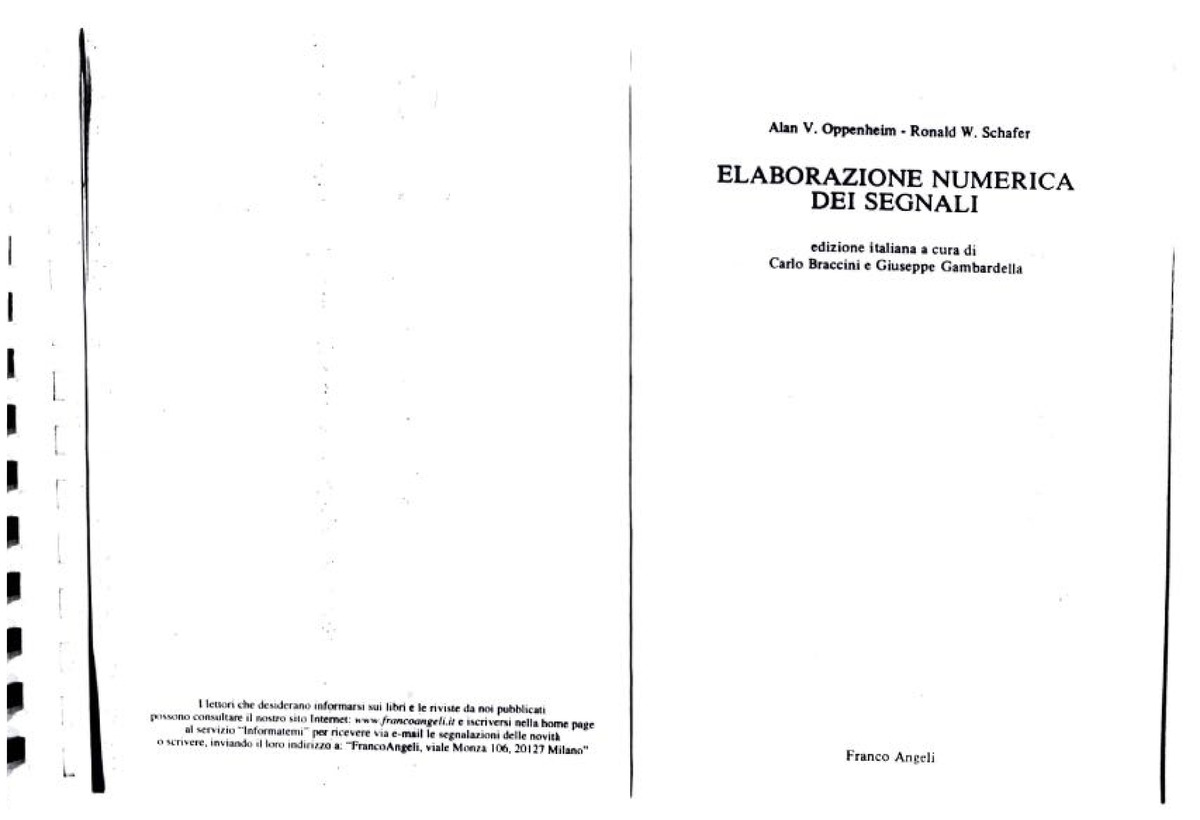 I lettori che desiderano informarsi sui libri e le riviste da noi pubblicati
possono consultare il nostro sito Internet: www.francoangeli.it e iscriversi nella home page
al servizio "Informatemi" per ricevere via e-mail le segnalazioni delle novità
o scrivere, inviando il loro indirizzo a: "FrancoAngeli, viale Monza 106, 20127 Milano"
Alan V. Oppenheim - Ronald W. Schafer
ELABORAZIONE NUMERICA
DEI SEGNALI
edizione italiana a cura di
Carlo Braccini e Giuseppe Gambardella
Franco Angeli